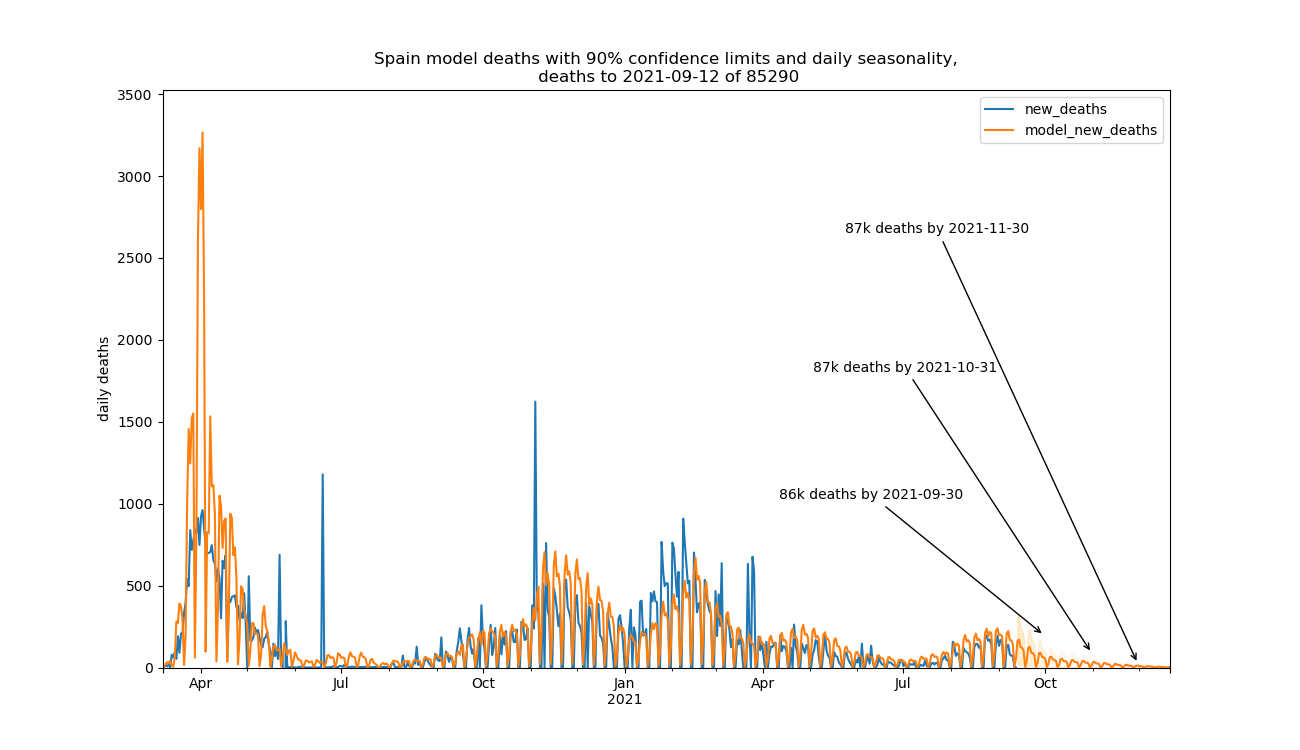 Spain model deaths with 90% confidence limits and daily seasonality,
deaths to 2021-09-12 of 85290
new_deaths
model_new_deaths
daily deaths
3500
3000
2500
2000
1500
1000
500
0
87k deaths by 2021-11-30
87k deaths by 2021-10-31
86k deaths by 2021-09-30
Apr Jul Oct Jan Apr Jul Oct
2021